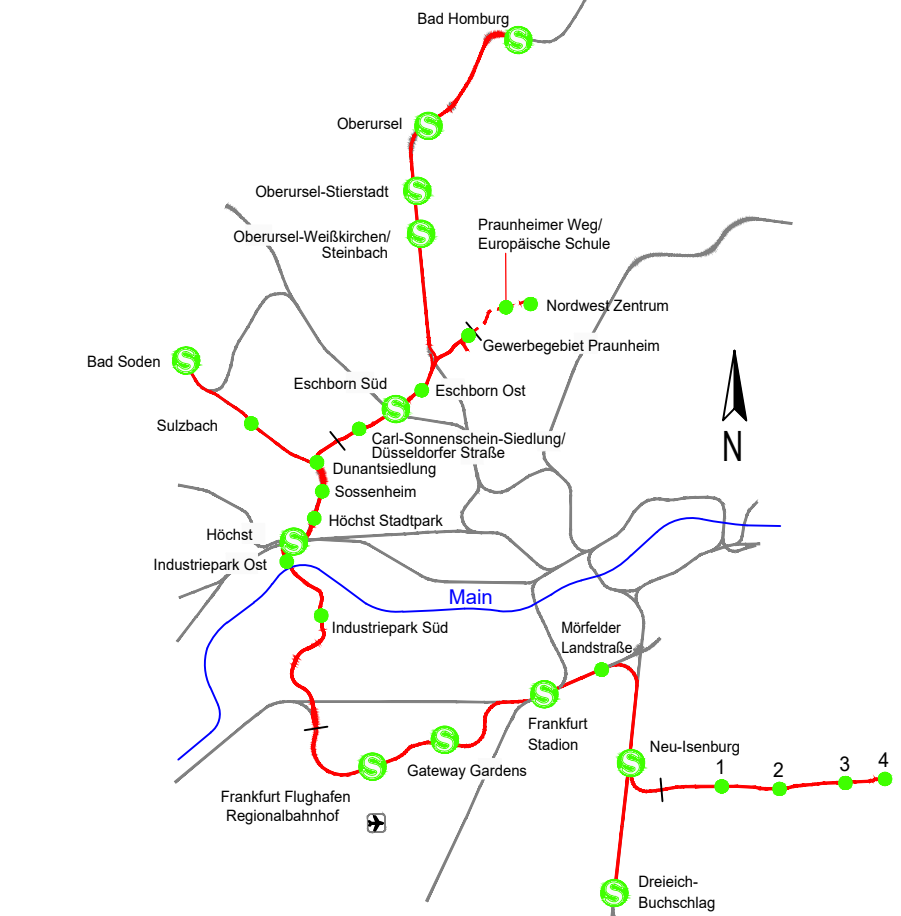 Bad Homburg
S
Oberursel
S
Oberursel-Stierstadt
S
Praunheimer Weg/
Europäische Schule
Oberursel-Weißkirchen/
Steinbach
S
Nordwest Zentrum
Gewerbegebiet Praunheim
Bad Soden
S
Eschborn Süd
S
Eschborn Ost
Sulzbach
Carl-Sonnenschein-Siedlung/
Düsseldorfer Straße
N
Dunantsiedlung
Sossenheim
Höchst Stadtpark
Höchst
S
Industriepark Ost
Main
Industriepark Süd
Mörfelder
Landstraße
S
Frankfurt
Stadion
Neu-Isenburg
S
S
Gateway Gardens
S
1
2
3
4
Frankfurt Flughafen
Regionalbahnhof
S
Dreieich-
Buchschlag